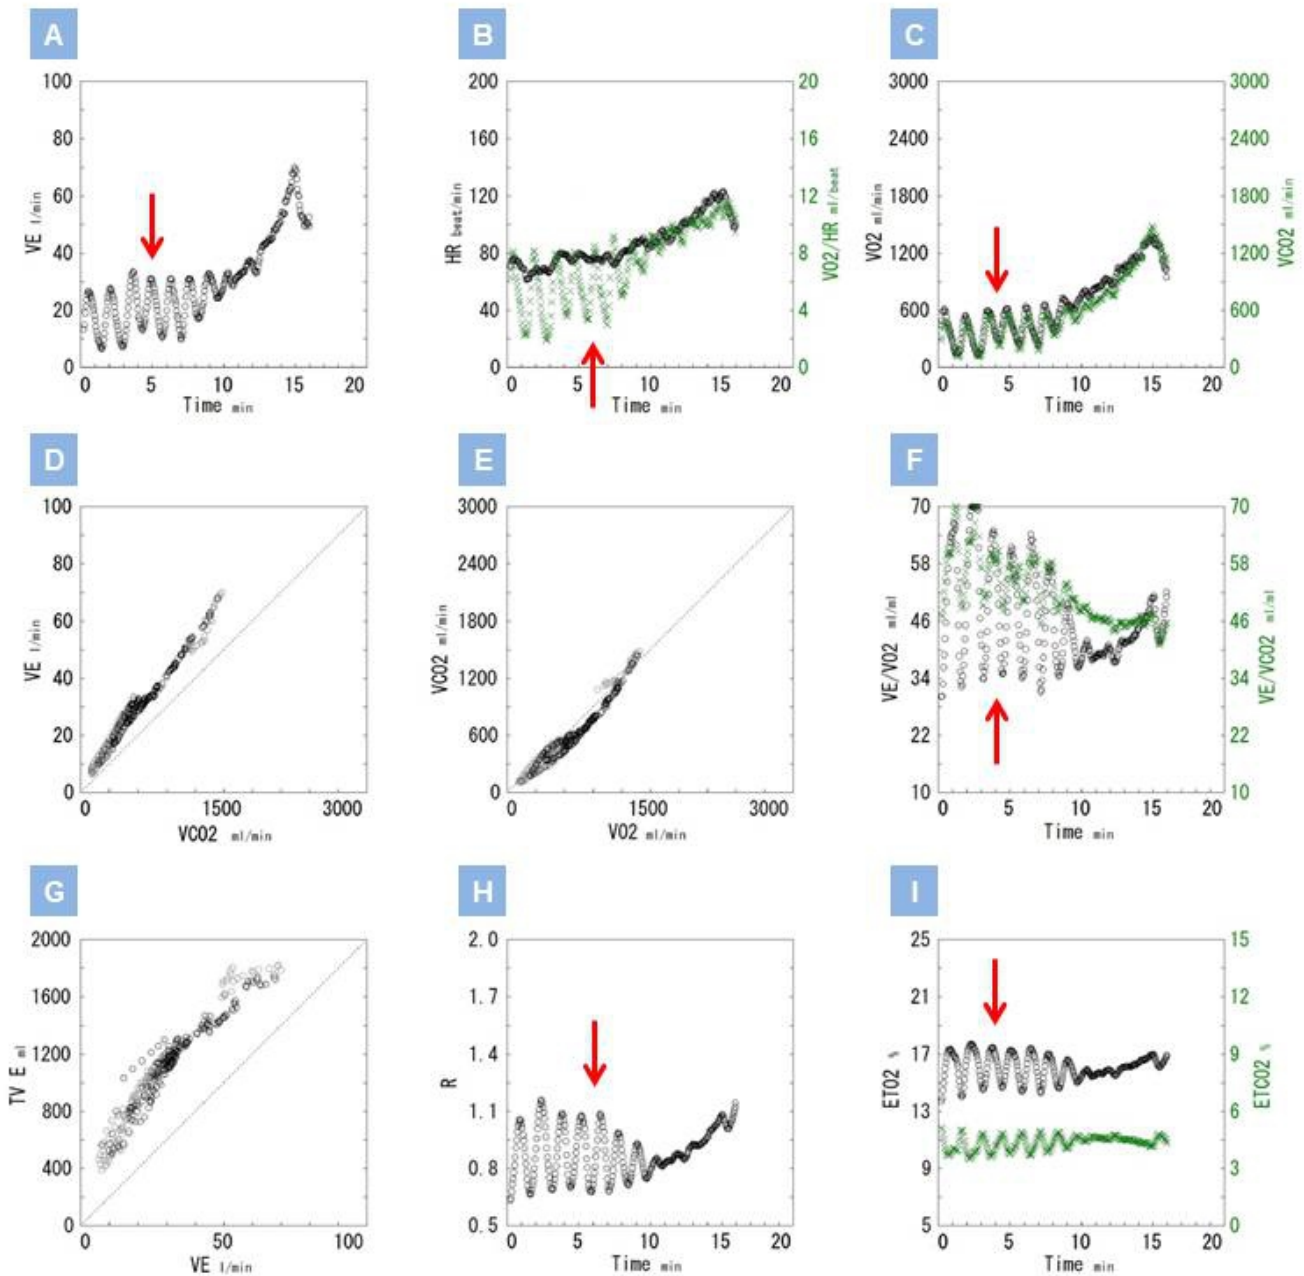 A
B
C
100
80
60
40
20
0
VE l/min
0 5 10 15 20
Time min
200
160
120
80
40
0
HR beat/min
20
16
12
8
4
0
VO2/HR ml/beat
0 5 10 15 20
Time min
3000
2400
1800
1200
600
0
VO2 ml/min
3000
2400
1800
1200
600
0
VCO2 ml/min
0 5 10 15 20
Time min
D
E
F
100
80
60
40
20
0
VE l/min
0 1500 3000
VCO2 ml/min
3000
2400
1800
1200
600
0
VCO2 ml/min
0 1500 3000
VO2 ml/min
70
58
46
34
22
10
VE/VO2 ml/ml
70
58
46
34
22
10
VE/VCO2 ml/ml
0 5 10 15 20
Time min
G
H
I
2000
1600
1200
800
400
0
TV E ml
0 50 100
VE l/min
2.0
1.7
1.4
1.1
0.8
0.5
R
0 5 10 15 20
Time min
25
21
17
13
9
5
ETO2 %
15
12
9
6
3
0
ETCO2 %
0 5 10 15 20
Time min